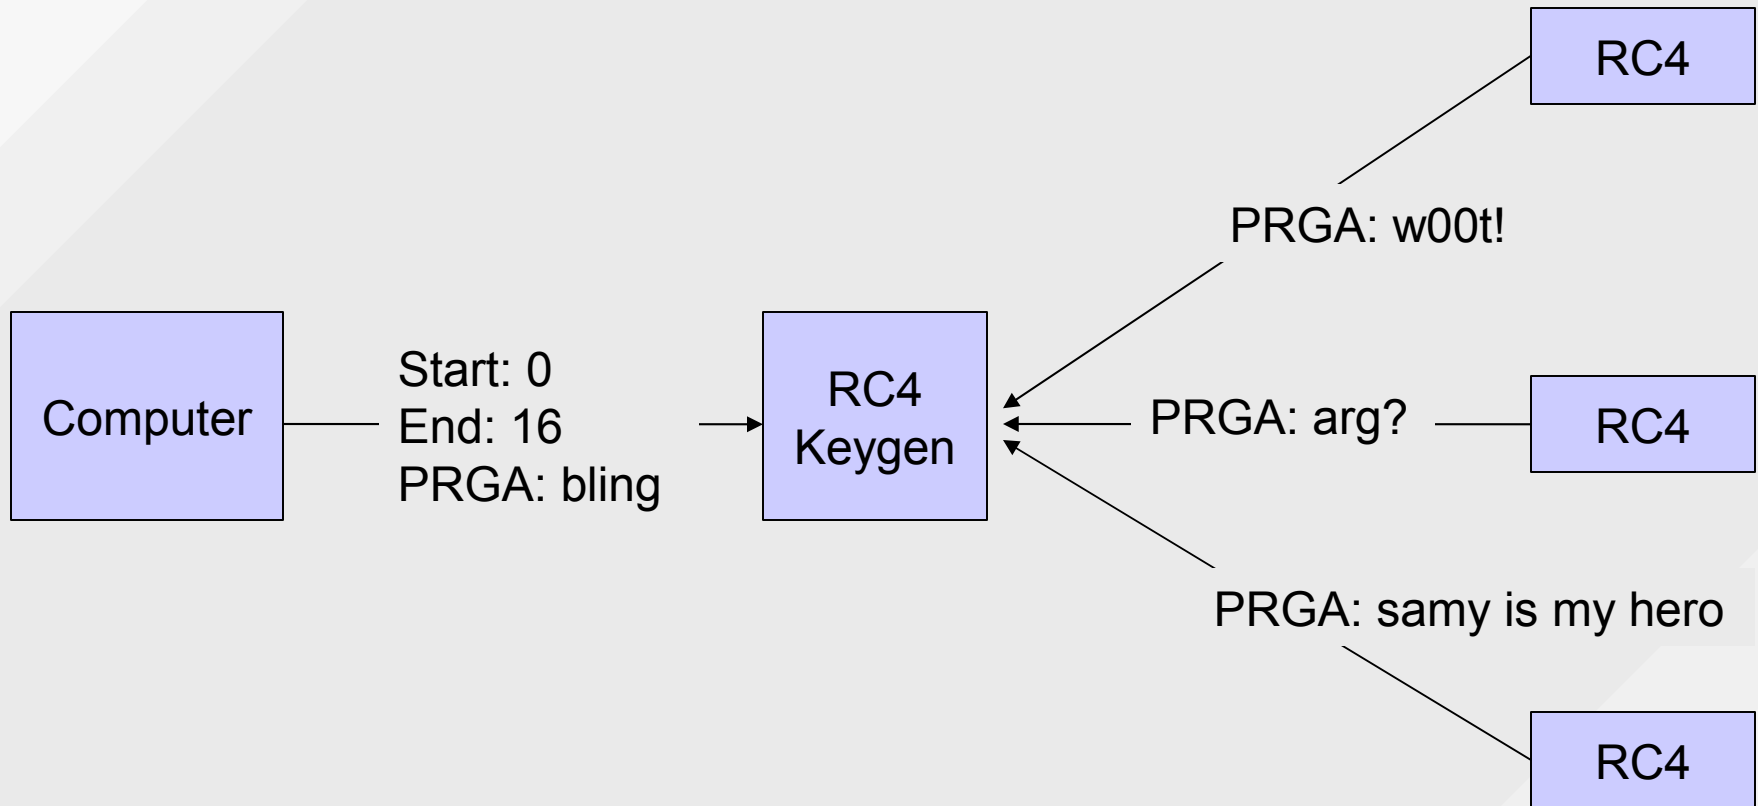 RC4
PRGA: w00t!
Computer
Start: 0
End: 16
PRGA: bling
RC4
Keygen
PRGA: arg?
RC4
PRGA: samy is my hero
RC4